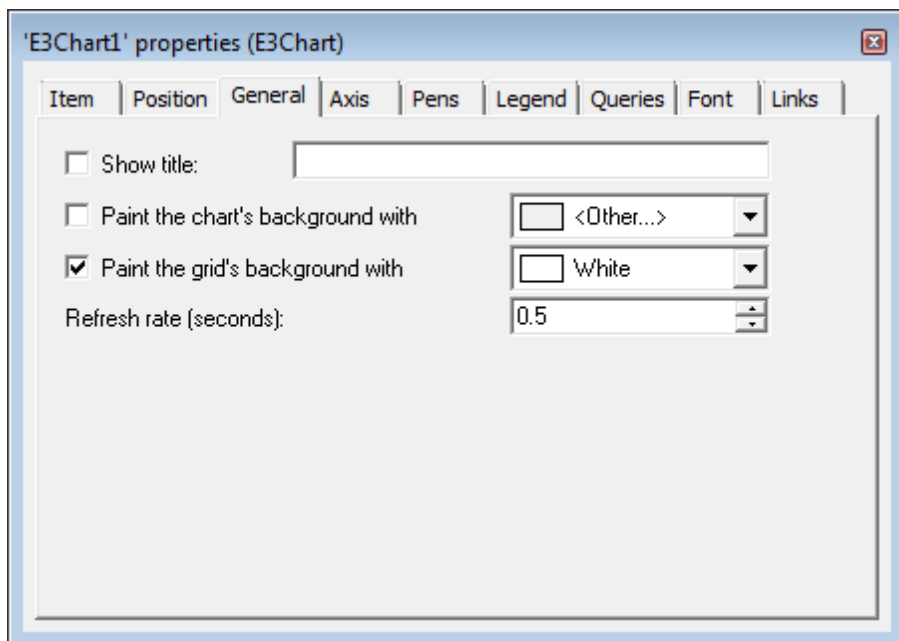 'E3Chart1' properties (E3Chart)
Item Position General Axis Pens Legend Queries Font Links
Show title:
Paint the chart's background with <Other...>
Paint the grid's background with White
Refresh rate (seconds): 0.5